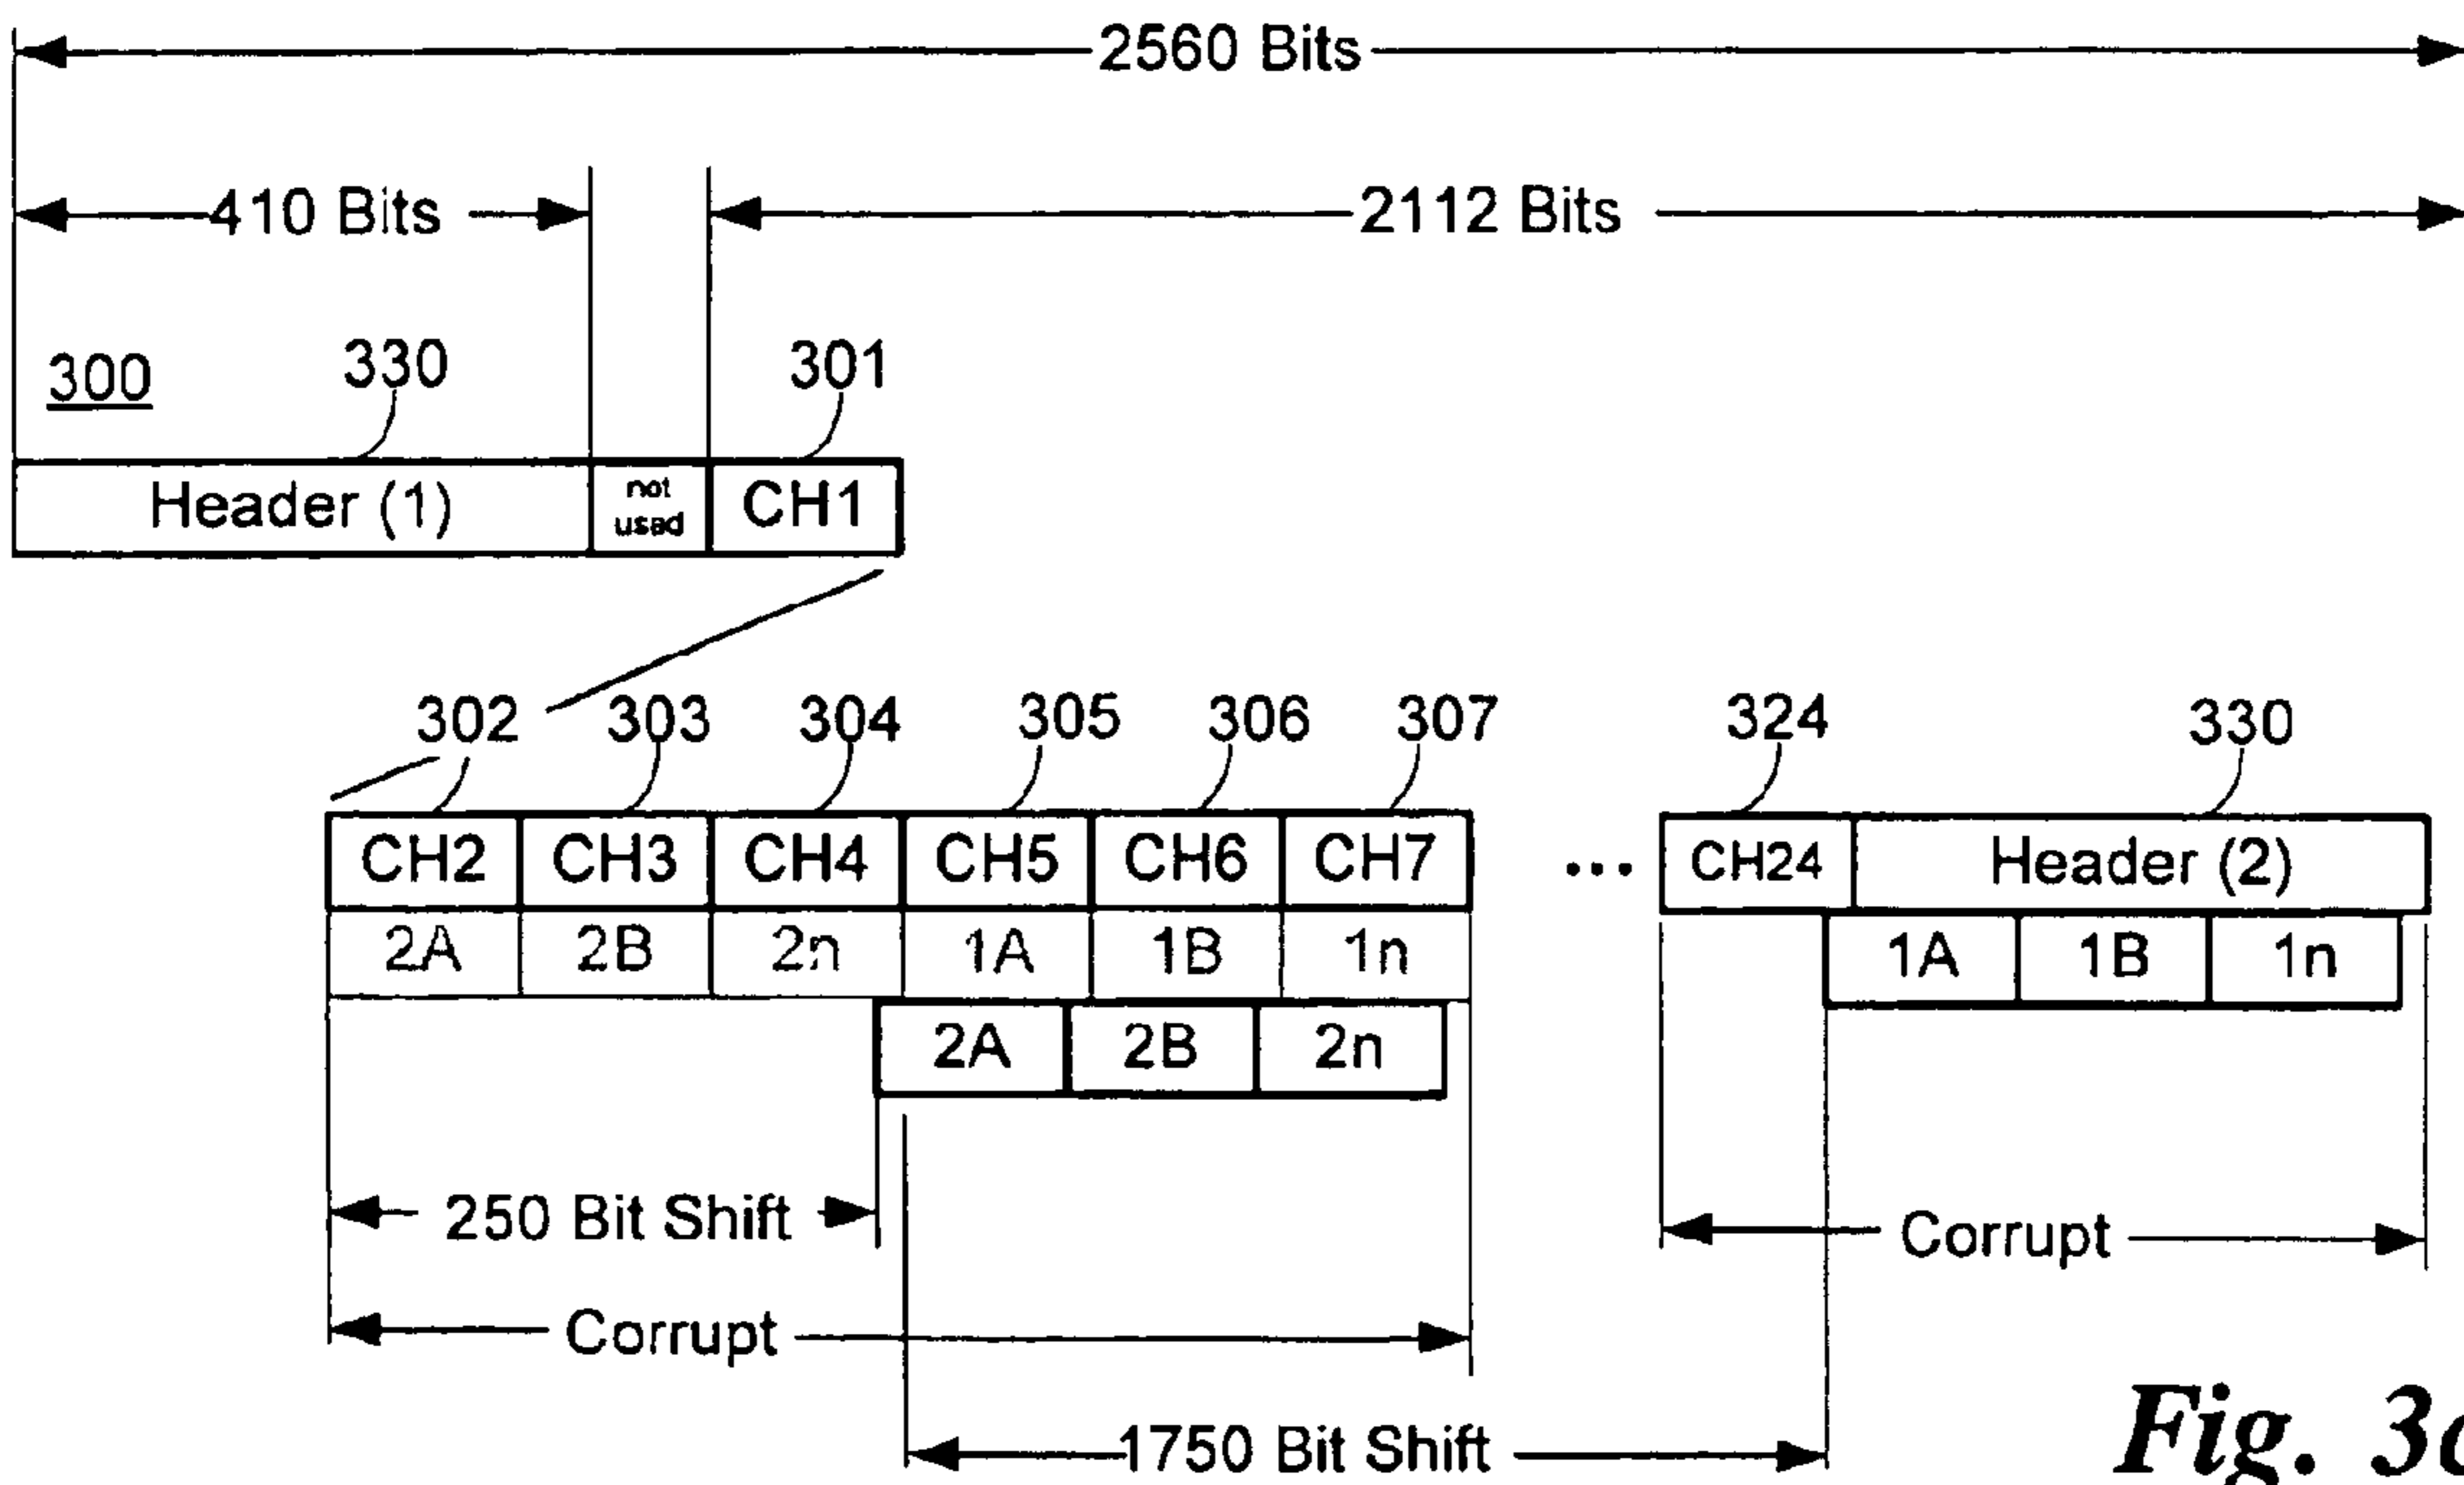 2560 Bits
410 Bits
2112 Bits
300
330
301
Header (1)
not
used
CH1
302
303
304
305
306
307
324
330
CH2
CH3
CH4
CH5
CH6
CH7
...
CH24
Header (2)
2A
2B
2n
1A
1B
1n
1A
1B
1n
2A
2B
2n
250 Bit Shift
Corrupt
Corrupt
1750 Bit Shift
Fig.